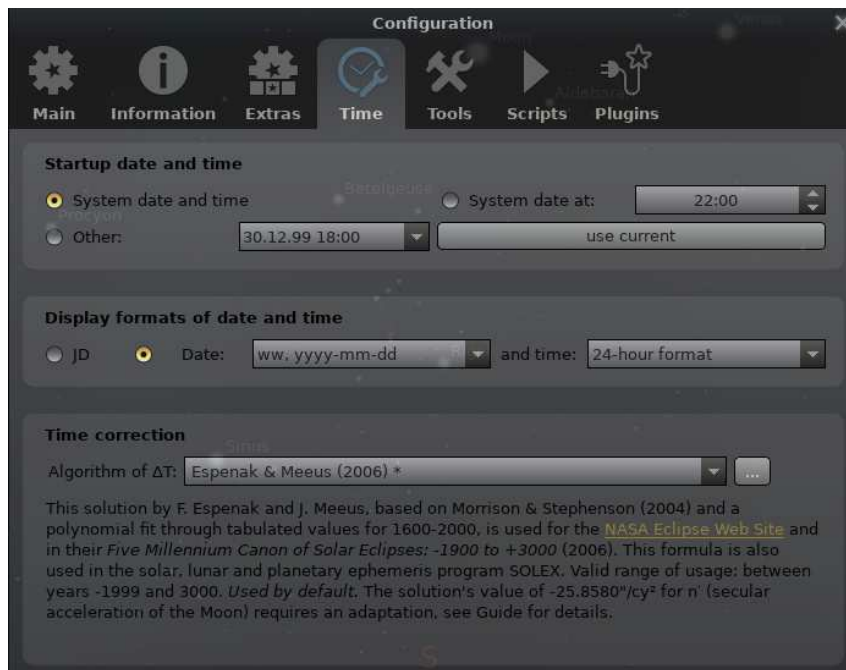 Configuration
Main Information Extras Time Tools Scripts Plugins
Aldebaran
Startup date and time
Betelgeuse
System date and time System date at: 22:00
Procyon
Other: 30.12.99 18:00 use current
Display formats of date and time
JD Date: ww, yyyy-mm-dd and time: 24-hour format
Time correction
Sirius
Algorithm of ΔT: Espenak & Meeus (2006) * ...
This solution by F. Espenak and J. Meeus, based on Morrison & Stephenson (2004) and a
polynomial fit through tabulated values for 1600-2000, is used for the NASA Eclipse Web Site and
in their Five Millennium Canon of Solar Eclipses: -1900 to +3000 (2006). This formula is also
used in the solar, lunar and planetary ephemeris program SOLEX. Valid range of usage: between
years -1999 and 3000. Used by default. The solution's value of -25.8580"/cy² for n˙ (secular
acceleration of the Moon) requires an adaptation, see Guide for details.
S